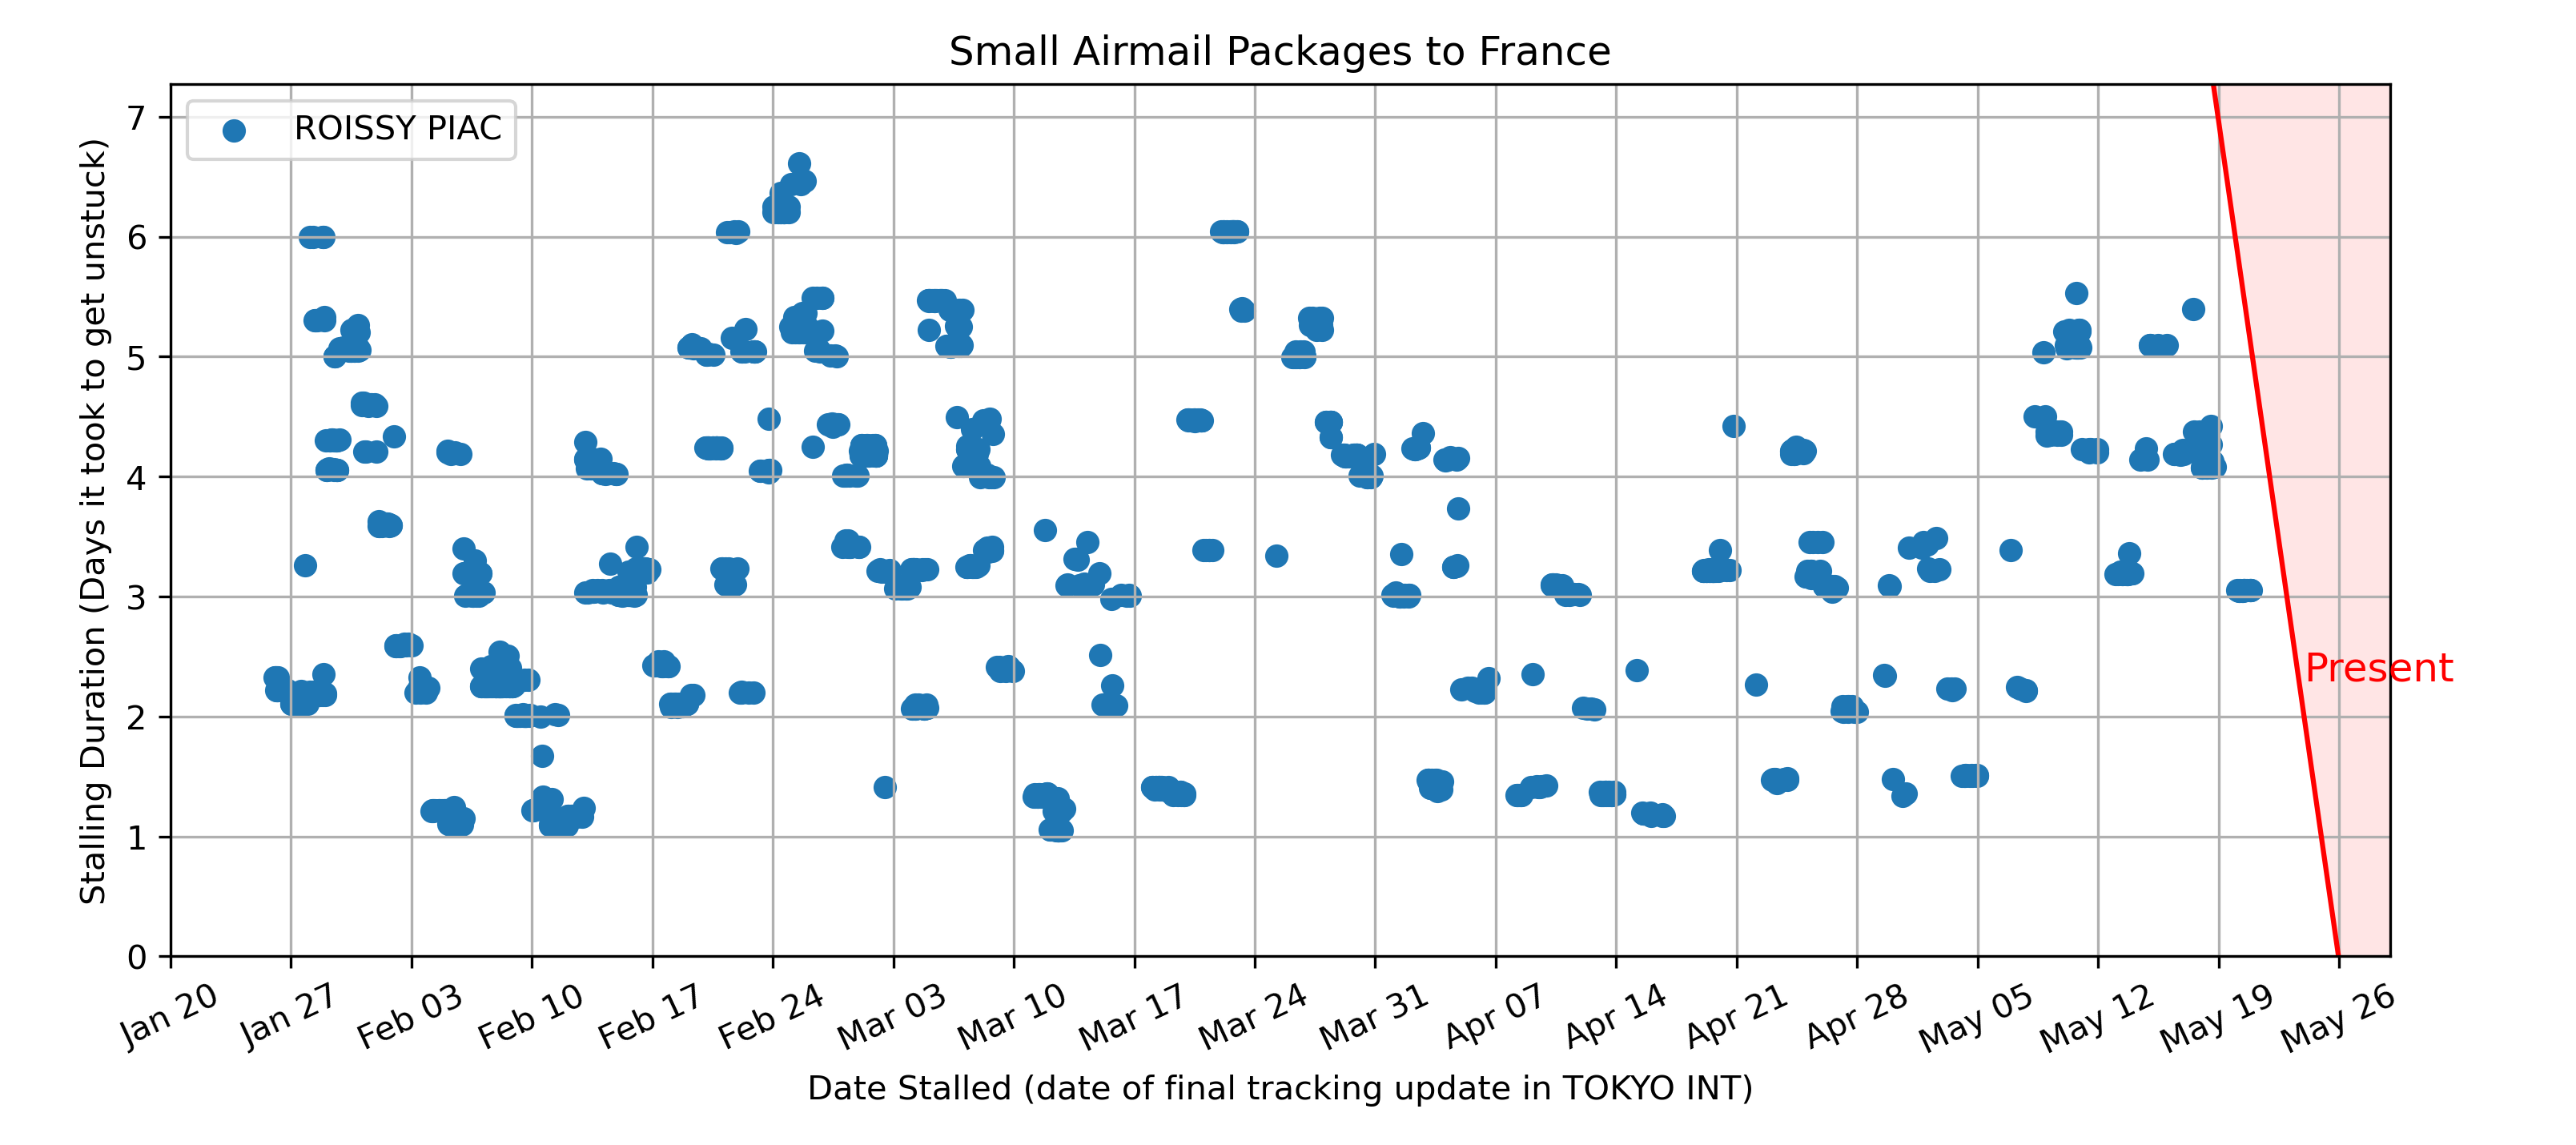 Small Airmail Packages to France
ROISSY PIAC
Stalling Duration (Days it took to get unstuck)
7
6
5
4
3
2
1
0
Present
Jan 20
Jan 27
Feb 03
Feb 10
Feb 17
Feb 24
Mar 03
Mar 10
Mar 17
Mar 24
Mar 31
Apr 07
Apr 14
Apr 21
Apr 28
May 05
May 12
May 19
May 26
Date Stalled (date of final tracking update in TOKYO INT)